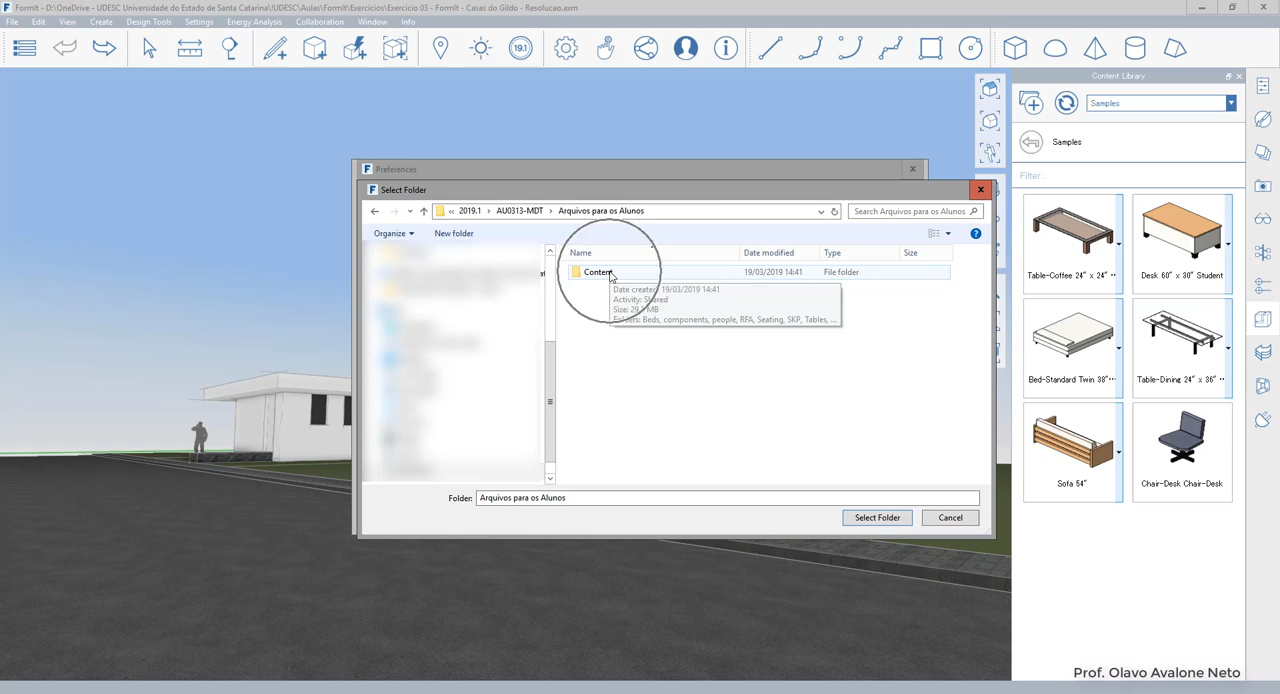 FormIt - D:\OneDrive - UDESC Universidade do Estado de Santa Catarina\!UDESC\Aulas\FormIt\Exercicios\Exercicio 03 - FormIt - Casas do Gildo - Resolucao.axm
File Edit View Create Design Tools Settings Energy Analysis Collaboration Window Info
19.1
Content Library
Samples
Samples
Filter...
Table-Coffee 24" x 24" ··
Desk 60" x 30" Student
Bed-Standard Twin 38"··
Table-Dining 24" x 36" ··
Sofa 54"
Chair-Desk Chair-Desk
Preferences
Select Folder
« 2019.1 > AU0313-MDT > Arquivos para os Alunos
Search Arquivos para os Alunos
Organize New folder
Name Date modified Type Size
Content 19/03/2019 14:41 File folder
Date created: 19/03/2019 14:41
Activity: Shared
Size: 29,7 MB
Folders: Beds, components, people, RFA, Seating, SKP, Tables, ...
Folder: Arquivos para os Alunos
Select Folder Cancel
Prof. Olavo Avalone Neto